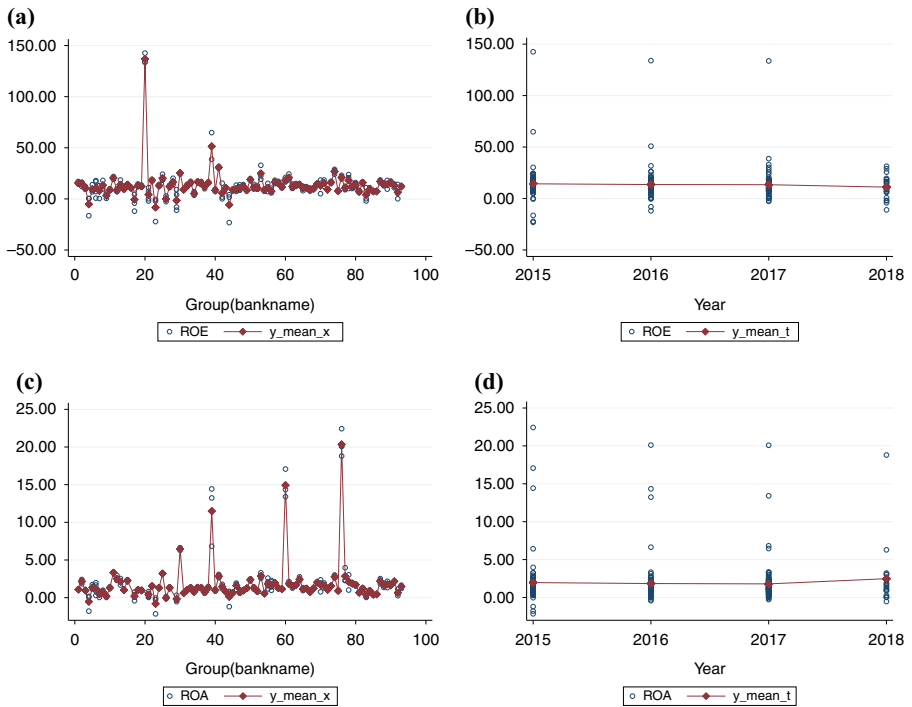 (a)
150.00
100.00
50.00
0.00
–50.00
0 20 40 60 80 100
Group(bankname)
ROE y_mean_x
(b)
150.00
100.00
50.00
0.00
–50.00
2015 2016 2017 2018
Year
ROE y_mean_t
(c)
25.00
20.00
15.00
10.00
5.00
0.00
0 20 40 60 80 100
Group(bankname)
ROA y_mean_x
(d)
25.00
20.00
15.00
10.00
5.00
0.00
2015 2016 2017 2018
Year
ROA y_mean_t